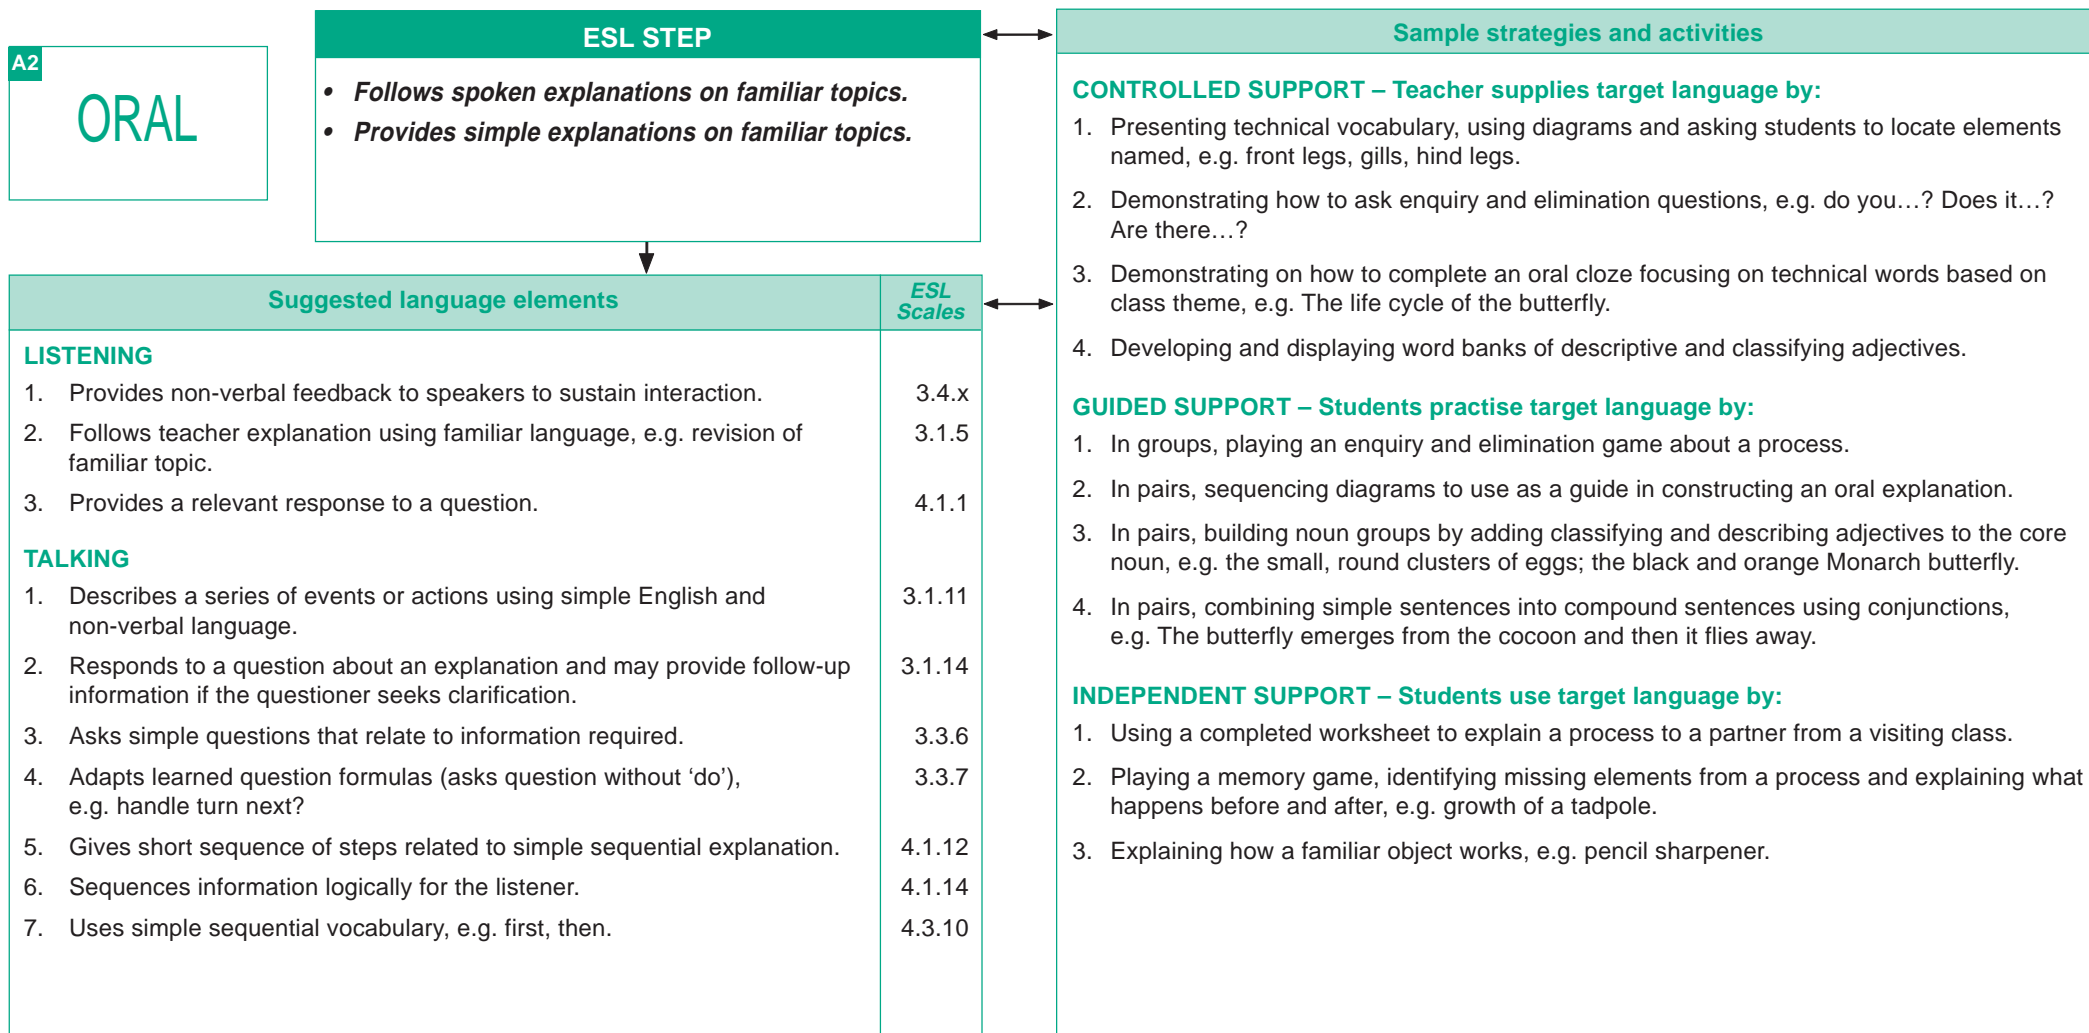 A2
ORAL
ESL STEP
• Follows spoken explanations on familiar topics.
• Provides simple explanations on familiar topics.
Suggested language elements
ESL
Scales
LISTENING
1. Provides non-verbal feedback to speakers to sustain interaction. 3.4.x
2. Follows teacher explanation using familiar language, e.g. revision of 3.1.5
familiar topic.
3. Provides a relevant response to a question. 4.1.1
TALKING
1. Describes a series of events or actions using simple English and 3.1.11
non-verbal language.
2. Responds to a question about an explanation and may provide follow-up 3.1.14
information if the questioner seeks clarification.
3. Asks simple questions that relate to information required. 3.3.6
4. Adapts learned question formulas (asks question without ‘do’), 3.3.7
e.g. handle turn next?
5. Gives short sequence of steps related to simple sequential explanation. 4.1.12
6. Sequences information logically for the listener. 4.1.14
7. Uses simple sequential vocabulary, e.g. first, then. 4.3.10
Sample strategies and activities
CONTROLLED SUPPORT – Teacher supplies target language by:
1. Presenting technical vocabulary, using diagrams and asking students to locate elements
named, e.g. front legs, gills, hind legs.
2. Demonstrating how to ask enquiry and elimination questions, e.g. do you…? Does it…?
Are there…?
3. Demonstrating on how to complete an oral cloze focusing on technical words based on
class theme, e.g. The life cycle of the butterfly.
4. Developing and displaying word banks of descriptive and classifying adjectives.
GUIDED SUPPORT – Students practise target language by:
1. In groups, playing an enquiry and elimination game about a process.
2. In pairs, sequencing diagrams to use as a guide in constructing an oral explanation.
3. In pairs, building noun groups by adding classifying and describing adjectives to the core
noun, e.g. the small, round clusters of eggs; the black and orange Monarch butterfly.
4. In pairs, combining simple sentences into compound sentences using conjunctions,
e.g. The butterfly emerges from the cocoon and then it flies away.
INDEPENDENT SUPPORT – Students use target language by:
1. Using a completed worksheet to explain a process to a partner from a visiting class.
2. Playing a memory game, identifying missing elements from a process and explaining what
happens before and after, e.g. growth of a tadpole.
3. Explaining how a familiar object works, e.g. pencil sharpener.